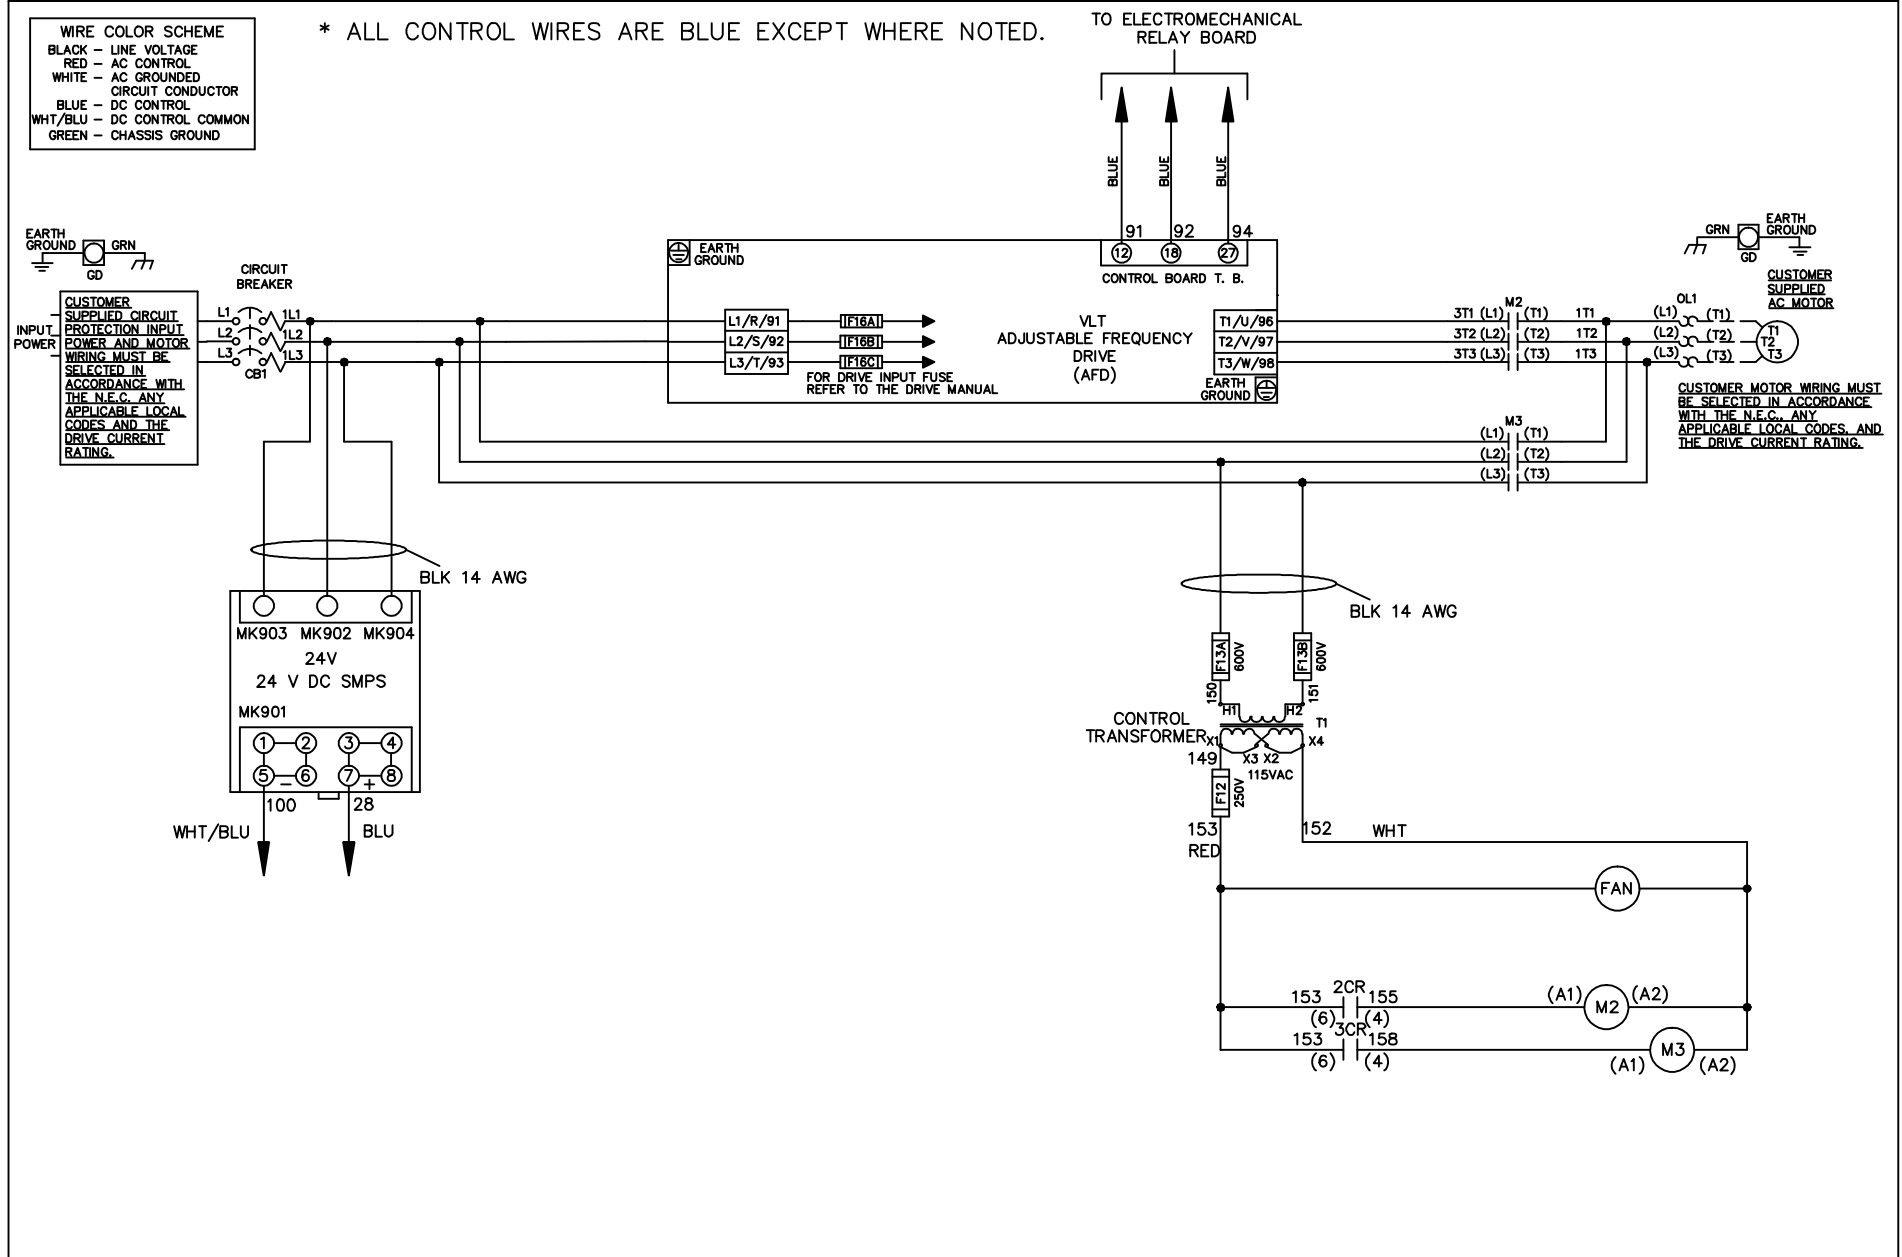 WIRE COLOR SCHEME
BLACK – LINE VOLTAGE
RED – AC CONTROL
WHITE – AC GROUNDED
CIRCUIT CONDUCTOR
BLUE – DC CONTROL
WHT/BLU – DC CONTROL COMMON
GREEN – CHASSIS GROUND
* ALL CONTROL WIRES ARE BLUE EXCEPT WHERE NOTED.
TO ELECTROMECHANICAL
RELAY BOARD
BLUE
BLUE
BLUE
91 92 94
12 18 27
CONTROL BOARD T. B.
EARTH
GROUND
GRN
GD
CIRCUIT
BREAKER
INPUT
POWER
CUSTOMER
SUPPLIED CIRCUIT
PROTECTION INPUT
POWER AND MOTOR
WIRING MUST BE
SELECTED IN
ACCORDANCE WITH
THE N.E.C. ANY
APPLICABLE LOCAL
CODES AND THE
DRIVE CURRENT
RATING.
L1 1L1
L2 1L2
L3 1L3
CB1
EARTH
GROUND
L1/R/91 F16A
L2/S/92 F16B
L3/T/93 F16C
FOR DRIVE INPUT FUSE
REFER TO THE DRIVE MANUAL
VLT
ADJUSTABLE FREQUENCY
DRIVE
(AFD)
T1/U/96
T2/V/97
T3/W/98
EARTH
GROUND
M2
3T1 (L1) (T1) 1T1
3T2 (L2) (T2) 1T2
3T3 (L3) (T3) 1T3
OL1
(L1) (T1)
(L2) (T2)
(L3) (T3)
T1
T2
T3
GRN
EARTH
GROUND
GD
CUSTOMER
SUPPLIED
AC MOTOR
CUSTOMER MOTOR WIRING MUST
BE SELECTED IN ACCORDANCE
WITH THE N.E.C., ANY
APPLICABLE LOCAL CODES, AND
THE DRIVE CURRENT RATING.
M3
(L1) (T1)
(L2) (T2)
(L3) (T3)
BLK 14 AWG
MK903 MK902 MK904
24V
24 V DC SMPS
MK901
1 2 3 4
5 – 6 7 + 8
100 28
WHT/BLU BLU
BLK 14 AWG
F13A 600V
F13B 600V
150 151
H1 H2
T1
CONTROL
TRANSFORMER
X1 X4
149 X3 X2
115VAC
F12 250V
153 152 WHT
RED
FAN
2CR
153 155 (A1) M2 (A2)
(6) (4)
3CR
153 158 M3
(6) (4) (A1) (A2)